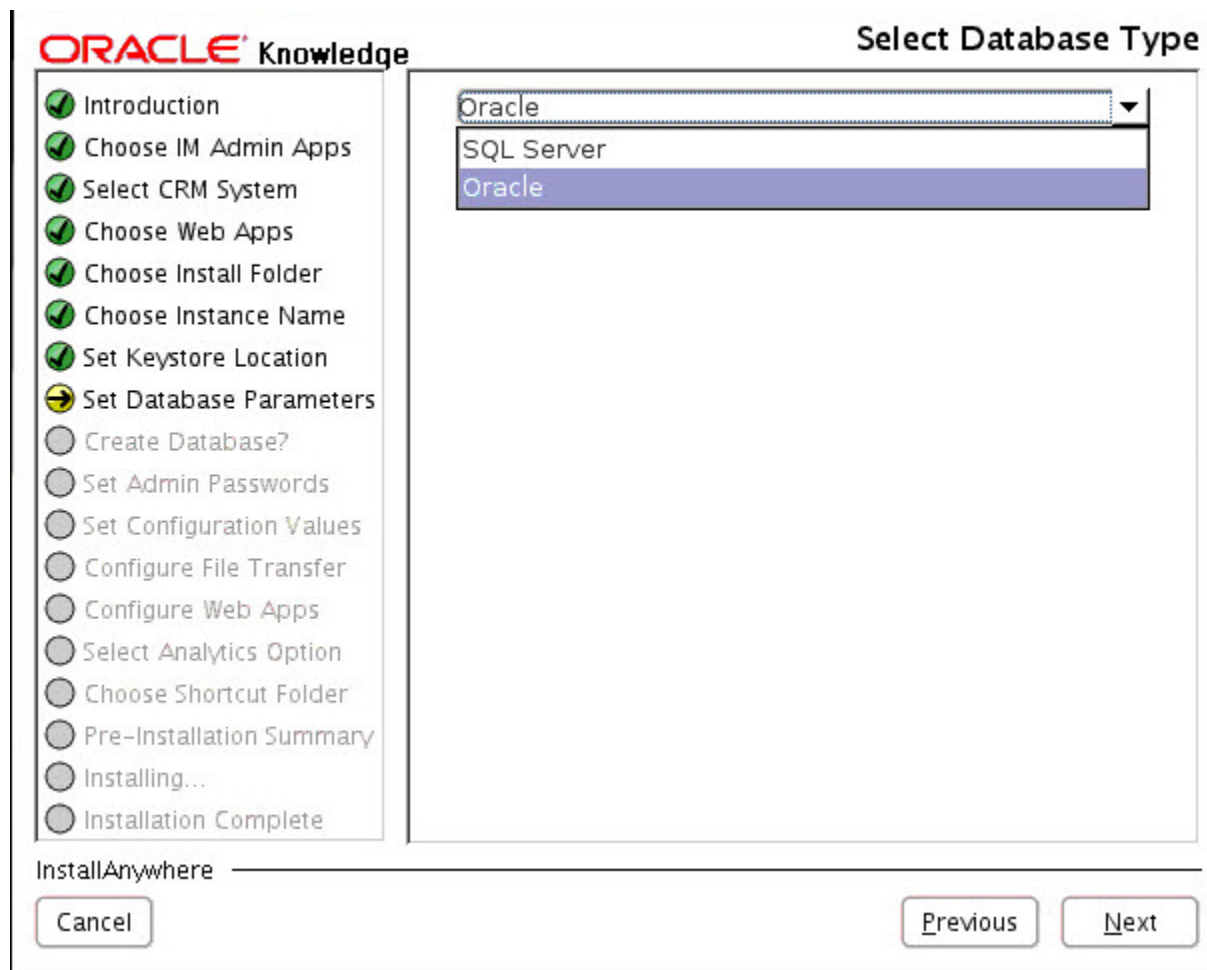 ORACLE Knowledge
Select Database Type
Introduction
Choose IM Admin Apps
Select CRM System
Choose Web Apps
Choose Install Folder
Choose Instance Name
Set Keystore Location
Set Database Parameters
Create Database?
Set Admin Passwords
Set Configuration Values
Configure File Transfer
Configure Web Apps
Select Analytics Option
Choose Shortcut Folder
Pre-Installation Summary
Installing...
Installation Complete
Oracle
SQL Server
Oracle
InstallAnywhere
Cancel
Previous
Next